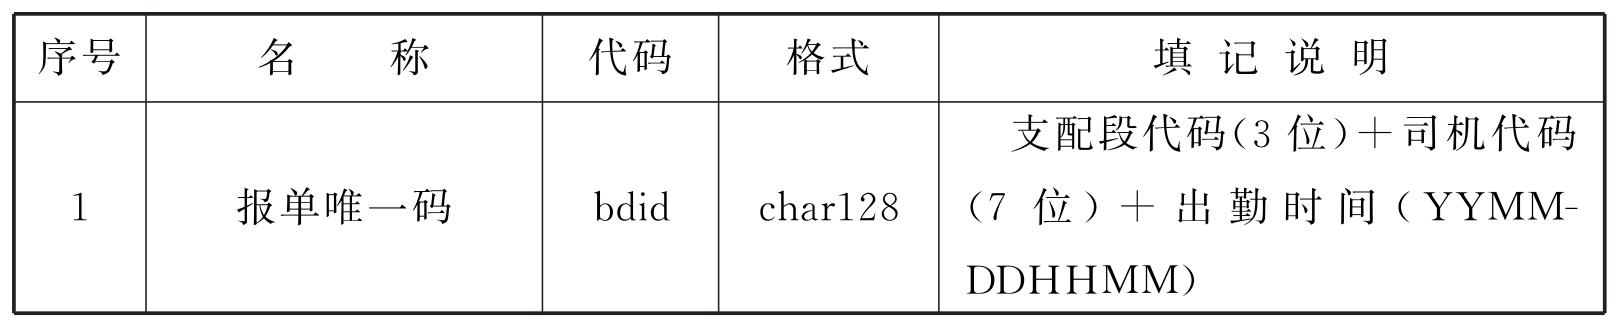 序号 名 称 代码 格式 填 记 说 明
1 报单唯一码 bdid char128 支配段代码(3 位)+司机代码
(7 位)+出勤时间(YYMM-
DDHHMM)